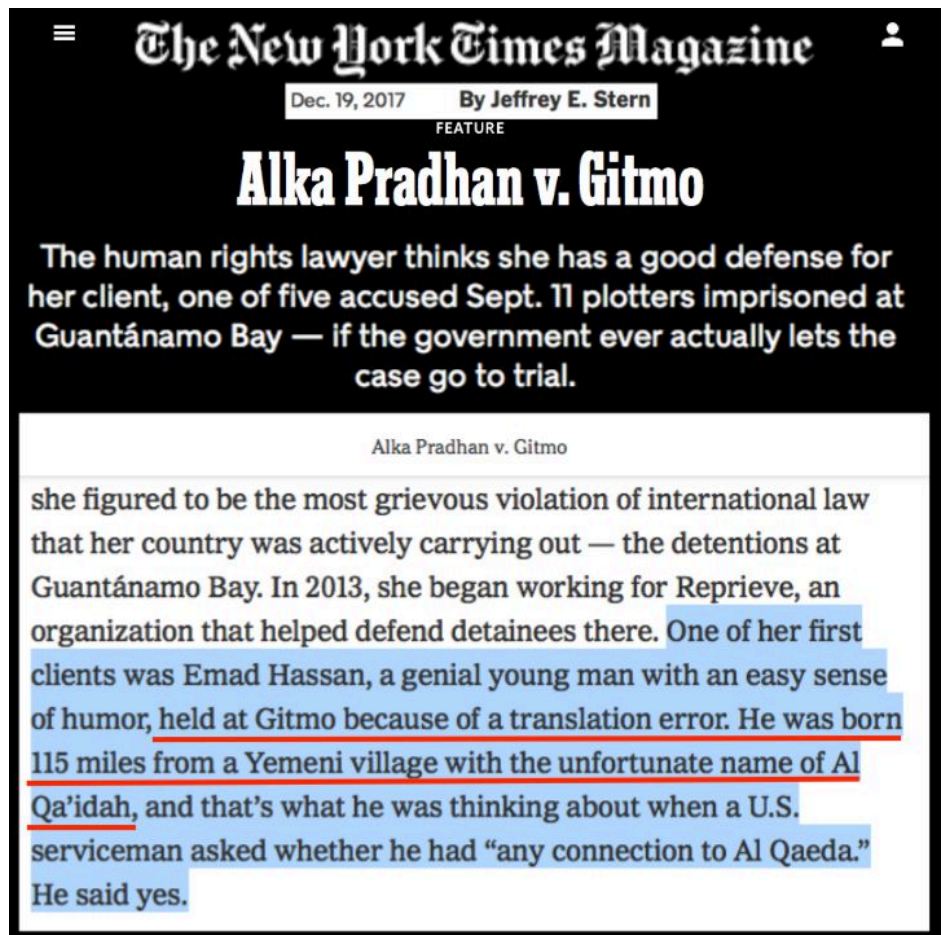 The New York Times Magazine
Dec. 19, 2017 By Jeffrey E. Stern
FEATURE
Alka Pradhan v. Gitmo
The human rights lawyer thinks she has a good defense for
her client, one of five accused Sept. 11 plotters imprisoned at
Guantánamo Bay — if the government ever actually lets the
case go to trial.
Alka Pradhan v. Gitmo
she figured to be the most grievous violation of international law
that her country was actively carrying out — the detentions at
Guantánamo Bay. In 2013, she began working for Reprieve, an
organization that helped defend detainees there. One of her first
clients was Emad Hassan, a genial young man with an easy sense
of humor, held at Gitmo because of a translation error. He was born
115 miles from a Yemeni village with the unfortunate name of Al
Qa’idah, and that’s what he was thinking about when a U.S.
serviceman asked whether he had “any connection to Al Qaeda.”
He said yes.